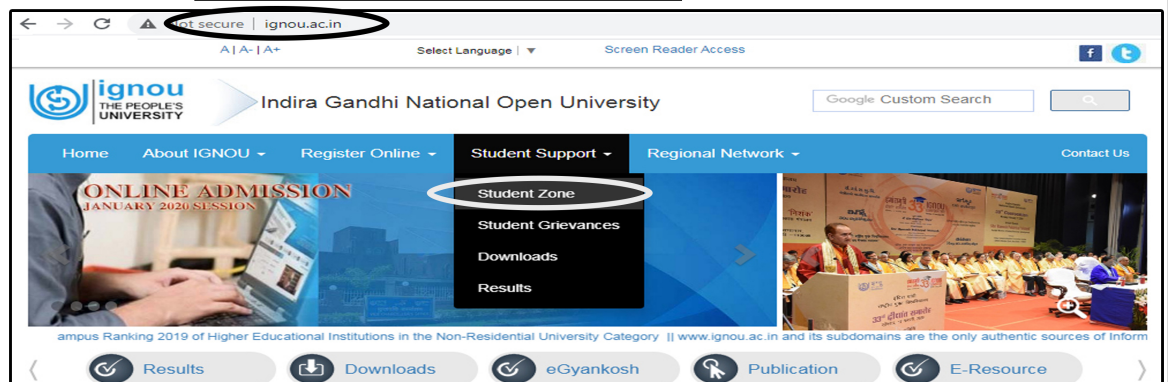 Not secure | ignou.ac.in
A | A- | A+ Select Language | ▼ Screen Reader Access
ignou
THE PEOPLE'S
UNIVERSITY
Indira Gandhi National Open University
Google Custom Search
Home About IGNOU Register Online Student Support Regional Network Contact Us
ONLINE ADMISSION
JANUARY 2020 SESSION
Student Zone
Student Grievances
Downloads
Results
ampus Ranking 2019 of Higher Educational Institutions in the Non-Residential University Category || www.ignou.ac.in and its subdomains are the only authentic sources of Inform
Results Downloads eGyankosh Publication E-Resource